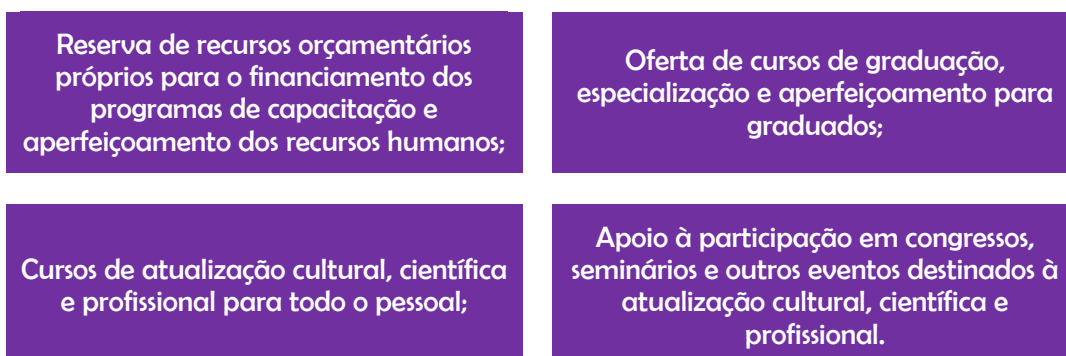 Reserva de recursos orçamentários
próprios para o financiamento dos
programas de capacitação e
aperfeiçoamento dos recursos humanos;
Oferta de cursos de graduação,
especialização e aperfeiçoamento para
graduados;
Cursos de atualização cultural, científica
e profissional para todo o pessoal;
Apoio à participação em congressos,
seminários e outros eventos destinados à
atualização cultural, científica e
profissional.